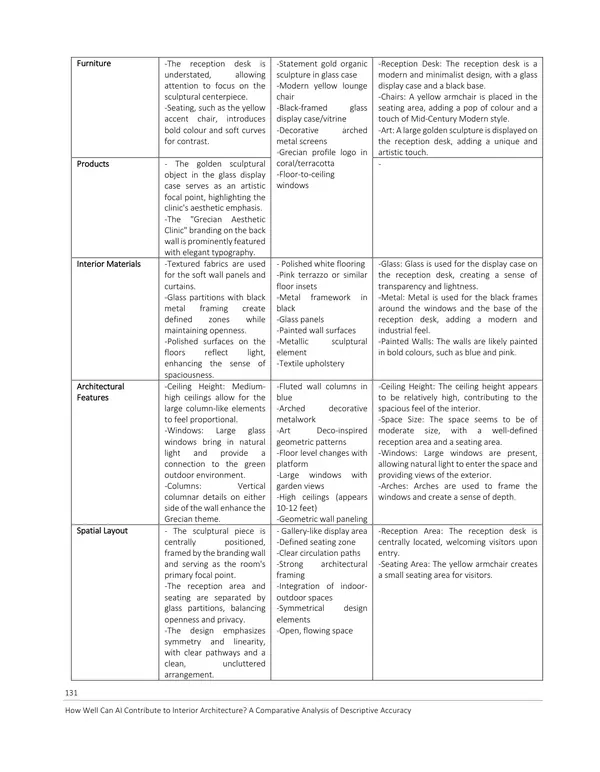 Furniture
-The reception desk is
understated, allowing
attention to focus on the
sculptural centerpiece.
-Seating, such as the yellow
accent chair, introduces
bold colour and soft curves
for contrast.
-Statement gold organic
sculpture in glass case
-Modern yellow lounge
chair
-Black-framed glass
display case/vitrine
-Decorative arched
metal screens
-Grecian profile logo in
coral/terracotta
-Floor-to-ceiling
windows
-Reception Desk: The reception desk is a
modern and minimalist design, with a glass
display case and a black base.
-Chairs: A yellow armchair is placed in the
seating area, adding a pop of colour and a
touch of Mid-Century Modern style.
-Art: A large golden sculpture is displayed on
the reception desk, adding a unique and
artistic touch.
Products
- The golden sculptural
object in the glass display
case serves as an artistic
focal point, highlighting the
clinic's aesthetic emphasis.
-The "Grecian Aesthetic
Clinic" branding on the back
wall is prominently featured
with elegant typography.
-
Interior Materials
-Textured fabrics are used
for the soft wall panels and
curtains.
-Glass partitions with black
metal framing create
defined zones while
maintaining openness.
-Polished surfaces on the
floors reflect light,
enhancing the sense of
spaciousness.
- Polished white flooring
-Pink terrazzo or similar
floor insets
-Metal framework in
black
-Glass panels
-Painted wall surfaces
-Metallic sculptural
element
-Textile upholstery
-Glass: Glass is used for the display case on
the reception desk, creating a sense of
transparency and lightness.
-Metal: Metal is used for the black frames
around the windows and the base of the
reception desk, adding a modern and
industrial feel.
-Painted Walls: The walls are likely painted
in bold colours, such as blue and pink.
Architectural
Features
-Ceiling Height: Medium-
high ceilings allow for the
large column-like elements
to feel proportional.
-Windows: Large glass
windows bring in natural
light and provide a
connection to the green
outdoor environment.
-Columns: Vertical
columnar details on either
side of the wall enhance the
Grecian theme.
-Fluted wall columns in
blue
-Arched decorative
metalwork
-Art Deco-inspired
geometric patterns
-Floor level changes with
platform
-Large windows with
garden views
-High ceilings (appears
10-12 feet)
-Geometric wall paneling
-Ceiling Height: The ceiling height appears
to be relatively high, contributing to the
spacious feel of the interior.
-Space Size: The space seems to be of
moderate size, with a well-defined
reception area and a seating area.
-Windows: Large windows are present,
allowing natural light to enter the space and
providing views of the exterior.
-Arches: Arches are used to frame the
windows and create a sense of depth.
Spatial Layout
- The sculptural piece is
centrally positioned,
framed by the branding wall
and serving as the room's
primary focal point.
-The reception area and
seating are separated by
glass partitions, balancing
openness and privacy.
-The design emphasizes
symmetry and linearity,
with clear pathways and a
clean, uncluttered
arrangement.
- Gallery-like display area
-Defined seating zone
-Clear circulation paths
-Strong architectural
framing
-Integration of indoor-
outdoor spaces
-Symmetrical design
elements
-Open, flowing space
-Reception Area: The reception desk is
centrally located, welcoming visitors upon
entry.
-Seating Area: The yellow armchair creates
a small seating area for visitors.
131
How Well Can AI Contribute to Interior Architecture? A Comparative Analysis of Descriptive Accuracy